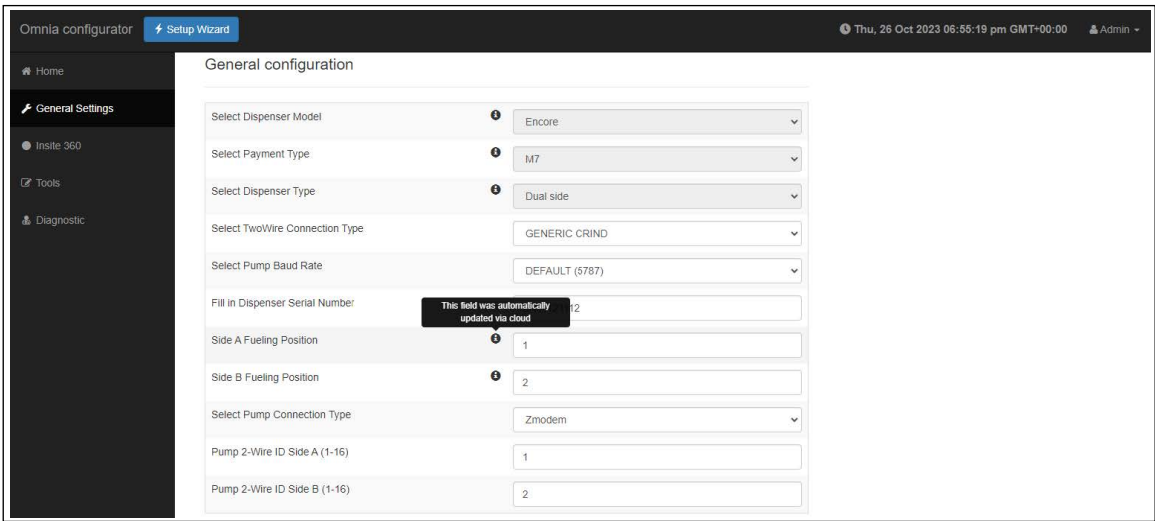 Omnia configurator Setup Wizard Thu, 26 Oct 2023 06:55:19 pm GMT+00:00 Admin
Home
General Settings
Insite 360
Tools
Diagnostic
General configuration
Select Dispenser Model Encore
Select Payment Type M7
Select Dispenser Type Dual side
Select TwoWire Connection Type GENERIC CRIND
Select Pump Baud Rate DEFAULT (5787)
Fill in Dispenser Serial Number
This field was automatically
updated via cloud
Side A Fueling Position 1
Side B Fueling Position 2
Select Pump Connection Type Zmodem
Pump 2-Wire ID Side A (1-16) 1
Pump 2-Wire ID Side B (1-16) 2